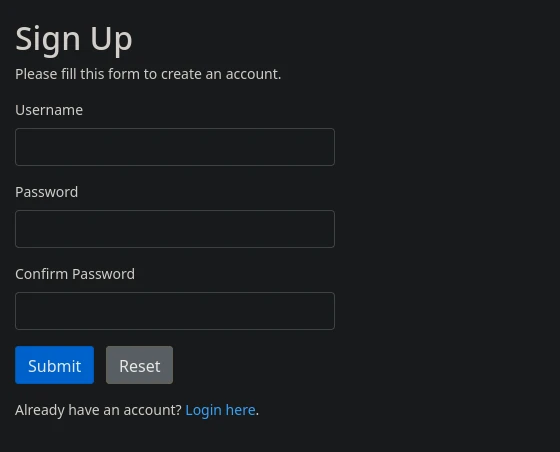 Sign Up
Please fill this form to create an account.
Username
Password
Confirm Password
Submit Reset
Already have an account? Login here.